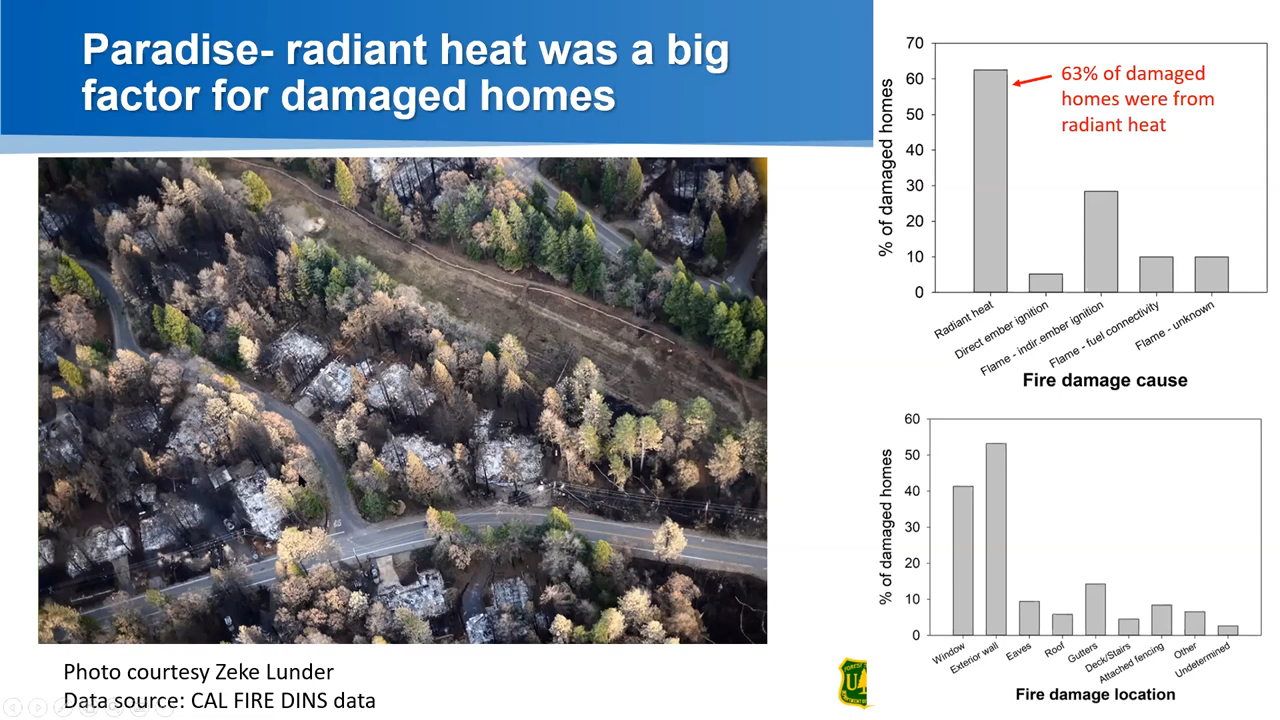 Paradise- radiant heat was a big
factor for damaged homes
Photo courtesy Zeke Lunder
Data source: CAL FIRE DINS data
70
60
50
40
30
20
10
0
% of damaged homes
63% of damaged
homes were from
radiant heat
Radiant heat
Direct ember ignition
Flame - indir.ember ignition
Flame - fuel connectivity
Flame - unknown
Fire damage cause
60
50
40
30
20
10
0
% of damaged homes
Window
Exterior wall
Eaves
Roof
Gutters
Deck/Stairs
Attached fencing
Other
Undetermined
Fire damage location
FOREST
U